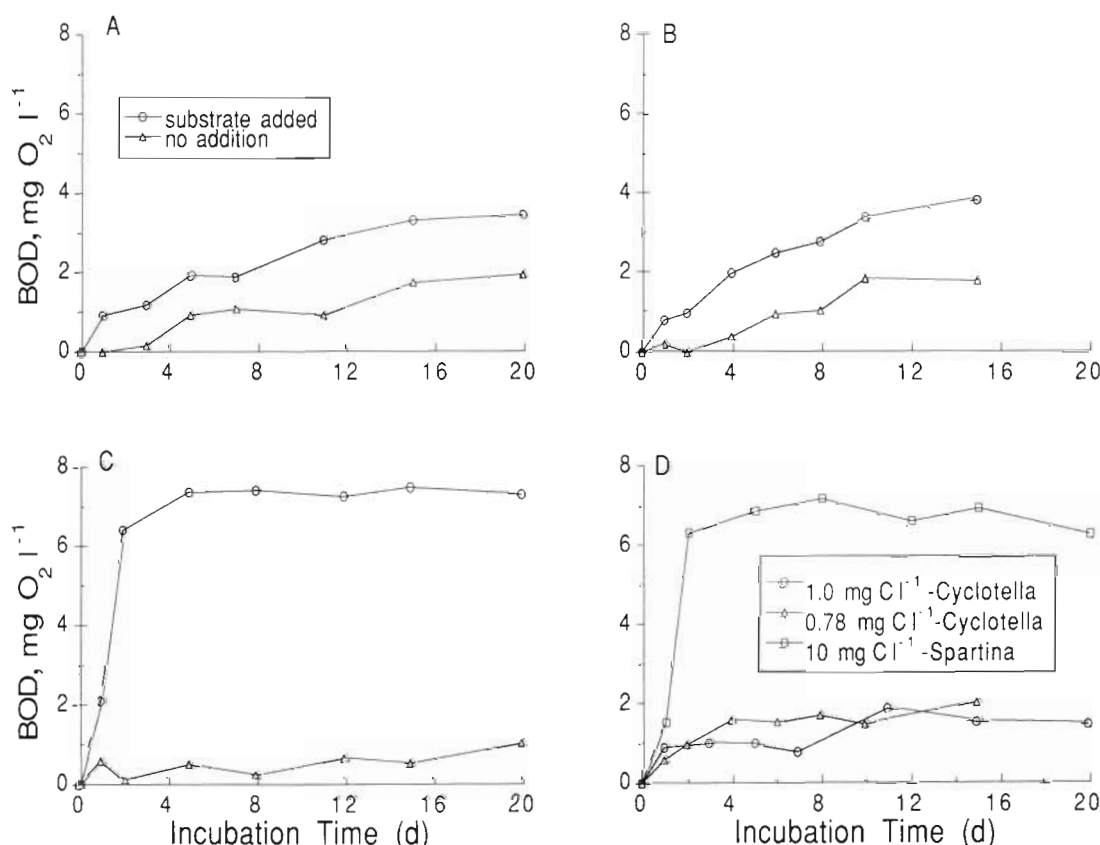 A
8
6
4
2
0
BOD, mg O2 l-1
substrate added
no addition
0 4 8 12 16 20
B
8
6
4
2
0
0 4 8 12 16 20
C
8
6
4
2
0
BOD, mg O2 l-1
0 4 8 12 16 20
Incubation Time (d)
D
8
6
4
2
0
1.0 mg C l-1 -Cyclotella
0.78 mg C l-1-Cyclotella
10 mg C l-1 -Spartina
0 4 8 12 16 20
Incubation Time (d)